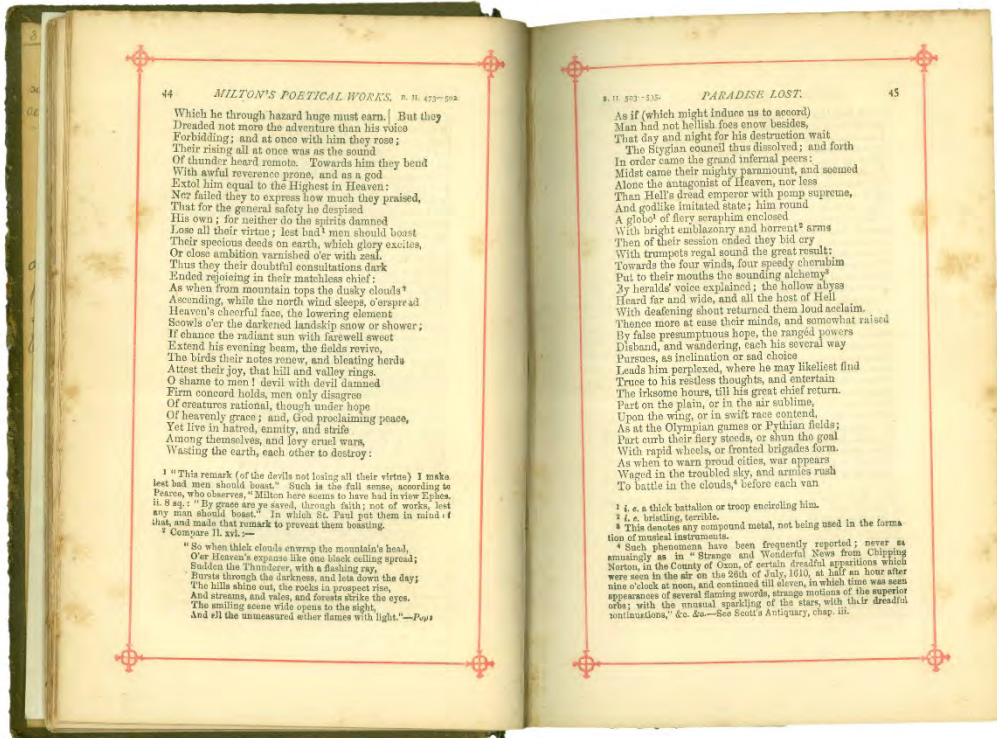 44 MILTON'S POETICAL WORKS. B. II. 473—502.
Which he through hazard huge must earn. But they
Dreaded not more the adventure than his voice
Forbidding; and at once with him they rose;
Their rising all at once was as the sound
Of thunder heard remote. Towards him they bend
With awful reverence prone, and as a god
Extol him equal to the Highest in Heaven:
Nor failed they to express how much they praised,
That for the general safety he despised
His own; for neither do the spirits damned
Lose all their virtue; lest bad¹ men should boast
Their specious deeds on earth, which glory excites,
Or close ambition varnished o'er with zeal.
Thus they their doubtful consultations dark
Ended rejoicing in their matchless chief:
As when from mountain tops the dusky clouds²
Ascending, while the north wind sleeps, o'erspread
Heaven's cheerful face, the lowering element
Scowls o'er the darkened landskip snow or shower;
If chance the radiant sun with farewell sweet
Extend his evening beam, the fields revive,
The birds their notes renew, and bleating herds
Attest their joy, that hill and valley rings.
O shame to men! devil with devil damned
Firm concord holds, men only disagree
Of creatures rational, though under hope
Of heavenly grace; and, God proclaiming peace,
Yet live in hatred, enmity, and strife
Among themselves, and levy cruel wars,
Wasting the earth, each other to destroy:
¹ "This remark (of the devils not losing all their virtue) I make
lest bad men should boast." Such is the full sense, according to
Pearce, who observes, "Milton here seems to have had in view Ephes.
ii. 8 sq.: "By grace are ye saved, through faith; not of works, lest
any man should boast." In which St. Paul put them in mind of
that, and made that remark to prevent them boasting.
² Compare Il. xvi.:—
"So when thick clouds enwrap the mountain's head,
O'er Heaven's expanse like one black ceiling spread;
Sudden the Thunderer, with a flashing ray,
Bursts through the darkness, and lets down the day;
The hills shine out, the rocks in prospect rise,
And streams, and vales, and forests strike the eyes.
The smiling scene wide opens to the sight,
And all the unmeasured æther flames with light."—Pope
B. II. 503—535. PARADISE LOST. 45
As if (which might induce us to accord)
Man had not hellish foes enow besides,
That day and night for his destruction wait
The Stygian council thus dissolved; and forth
In order came the grand infernal peers:
Midst came their mighty paramount, and seemed
Alone the antagonist of Heaven, nor less
Than Hell's dread emperor with pomp supreme,
And godlike imitated state; him round
A globe¹ of fiery seraphim enclosed
With bright emblazonry and horrent² arms
Then of their session ended they bid cry
With trumpets regal sound the great result:
Towards the four winds, four speedy cherubim
Put to their mouths the sounding alchemy³
By heralds' voice explained; the hollow abyss
Heard far and wide, and all the host of Hell
With deafening shout returned them loud acclaim.
Thence more at ease their minds, and somewhat raised
By false presumptuous hope, the rangéd powers
Disband, and wandering, each his several way
Pursues, as inclination or sad choice
Leads him perplexed, where he may likeliest find
Truce to his restless thoughts, and entertain
The irksome hours, till his great chief return.
Part on the plain, or in the air sublime,
Upon the wing, or in swift race contend,
As at the Olympian games or Pythian fields;
Part curb their fiery steeds, or shun the goal
With rapid wheels, or fronted brigades form.
As when to warn proud cities, war appears
Waged in the troubled sky, and armies rush
To battle in the clouds,⁴ before each van
¹ i. e. a thick battalion or troop encircling him.
² i. e. bristling, terrible.
³ This denotes any compound metal, not being used in the forma
tion of musical instruments.
⁴ Such phenomena have been frequently reported; never so
amusingly as in "Strange and Wonderful News from Chipping
Norton, in the County of Oxon, of certain dreadful apparitions which
were seen in the air on the 26th of July, 1610, at half an hour after
nine o'clock at noon, and continued till eleven, in which time was seen
appearances of several flaming swords, strange motions of the superior
orbs; with the unusual sparkling of the stars, with their dreadful
continuations," &c. &c.—See Scott's Antiquary, chap. iii.